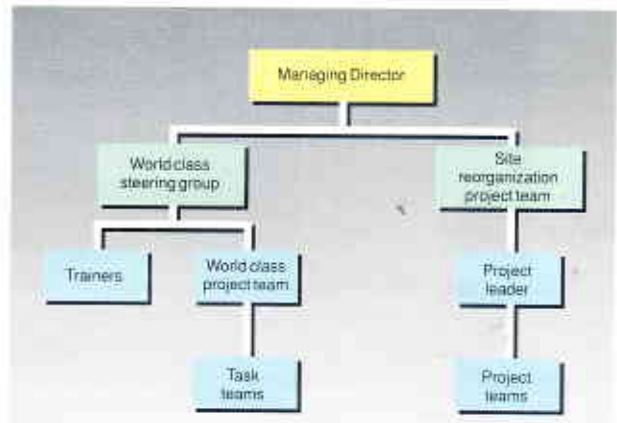 Managing Director
World class
steering group
Site
reorganization
project team
Trainers
World class
project team
Project
leader
Task
teams
Project
teams